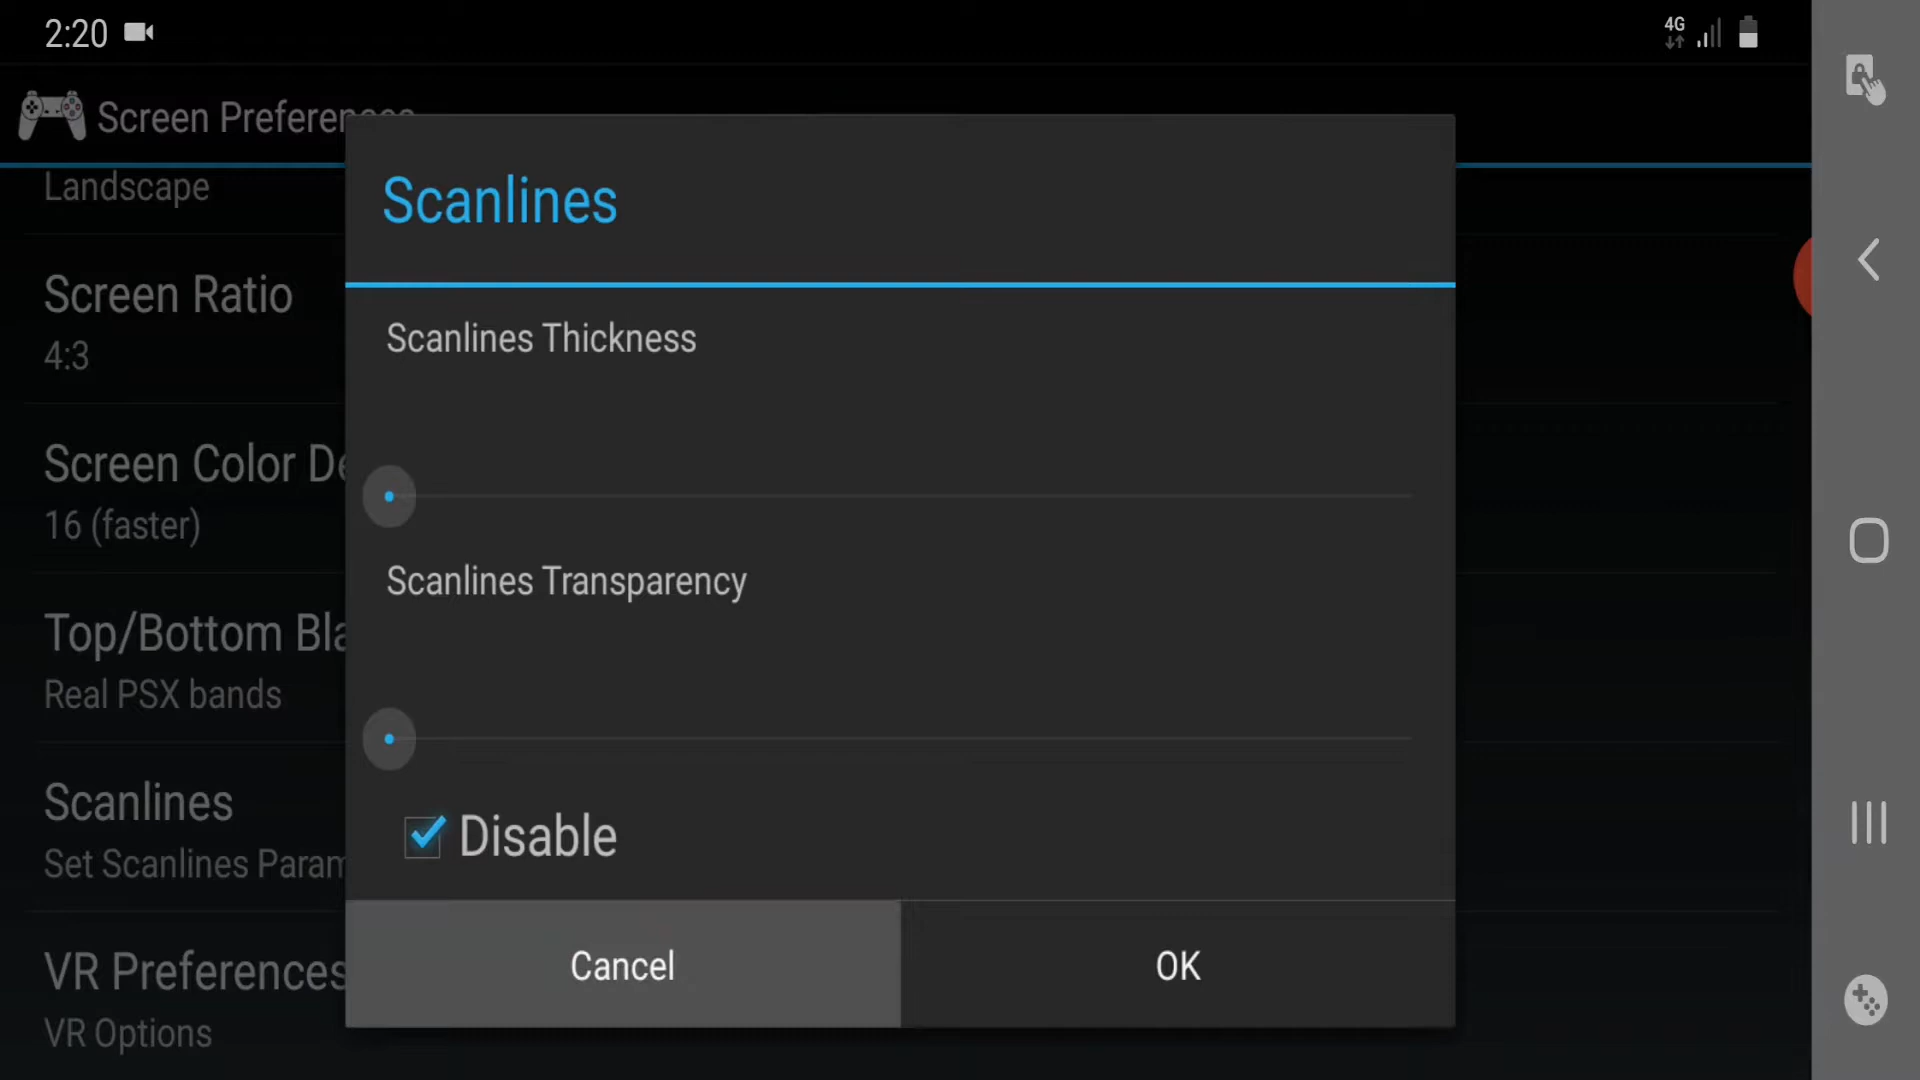 2:20
4G
Screen Preferences
Landscape
Screen Ratio
4:3
Screen Color De
16 (faster)
Top/Bottom Bla
Real PSX bands
Scanlines
Set Scanlines Param
VR Preferences
VR Options
Scanlines
Scanlines Thickness
Scanlines Transparency
Disable
Cancel
OK